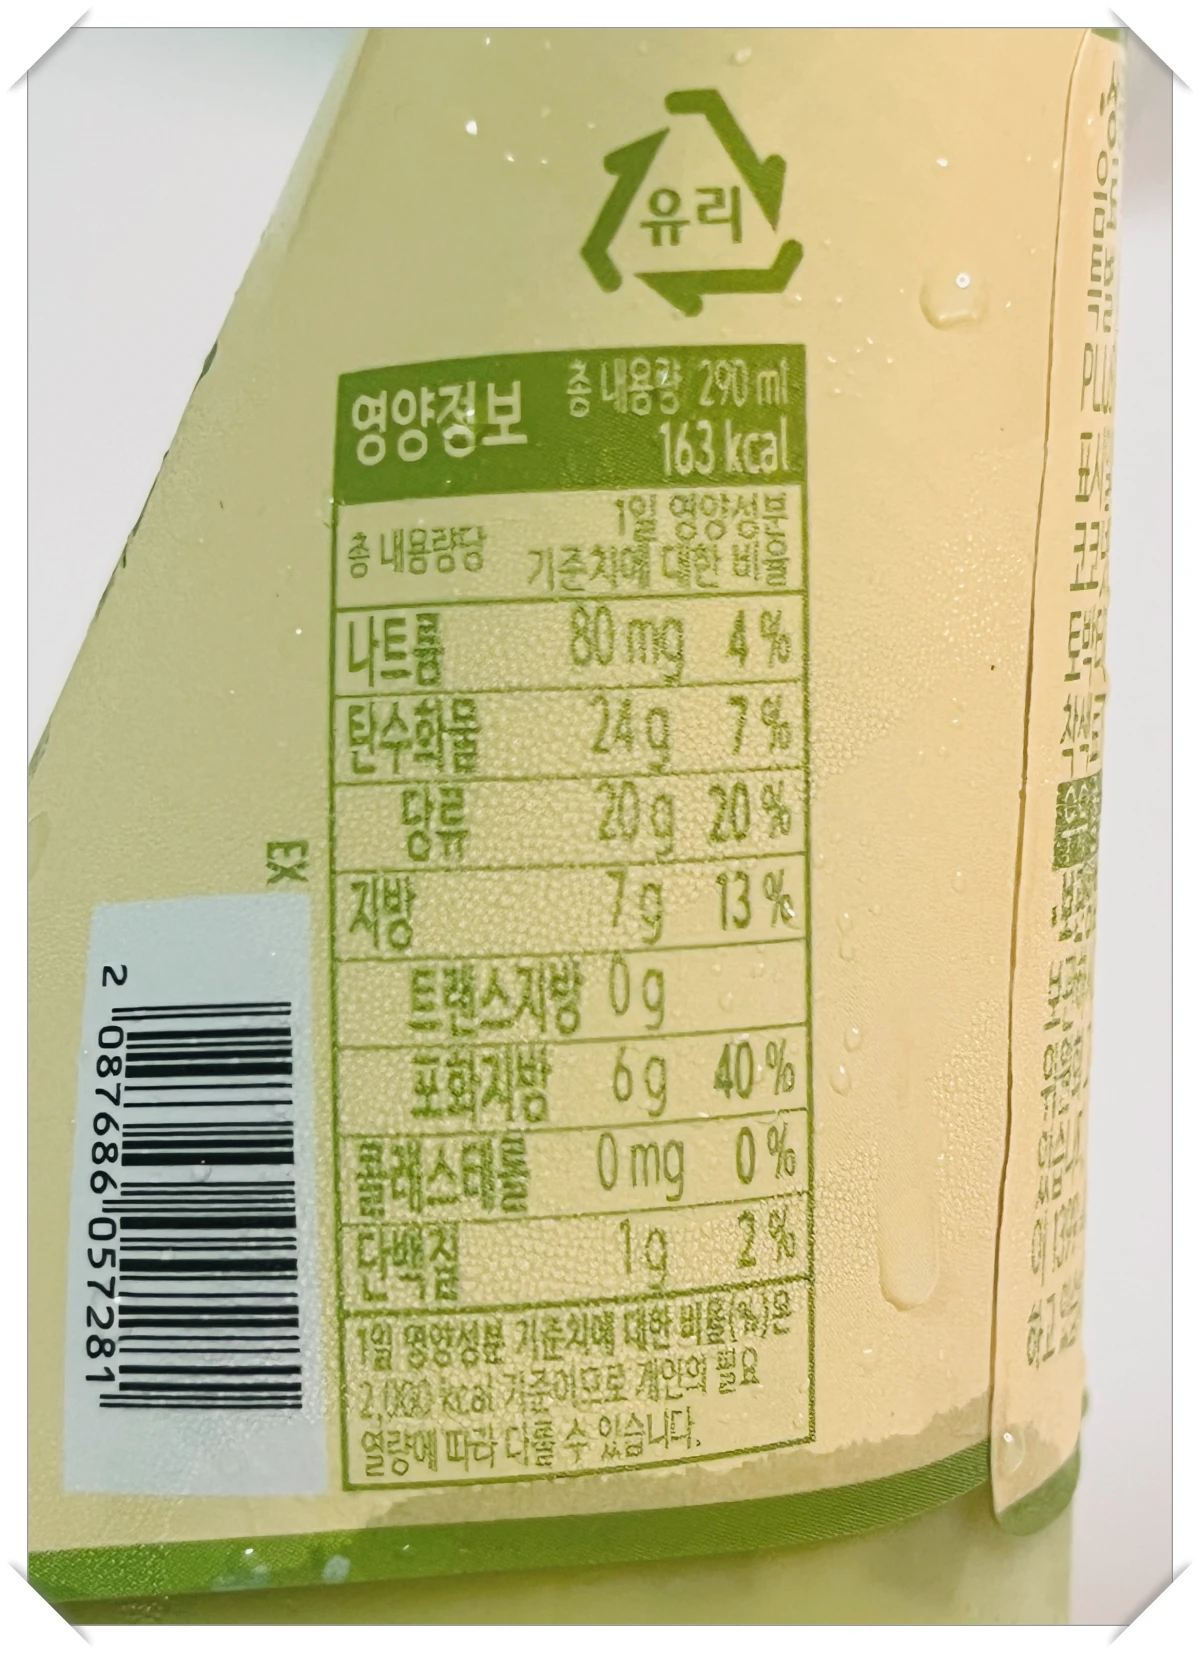 유리
영양정보
총 내용량 290 ml
163 kcal
총 내용량당
1일 영양성분
기준치에 대한 비율
나트륨 80 mg 4 %
탄수화물 24 g 7 %
당류 20 g 20 %
지방 7 g 13 %
트랜스지방 0 g
포화지방 6 g 40 %
콜레스테롤 0 mg 0 %
단백질 1 g 2 %
1일 영양성분 기준치에 대한 비율(%)은
2,000 kcal 기준이므로 개인의 필요
열량에 따라 다를 수 있습니다.
EX
2 087686 057281